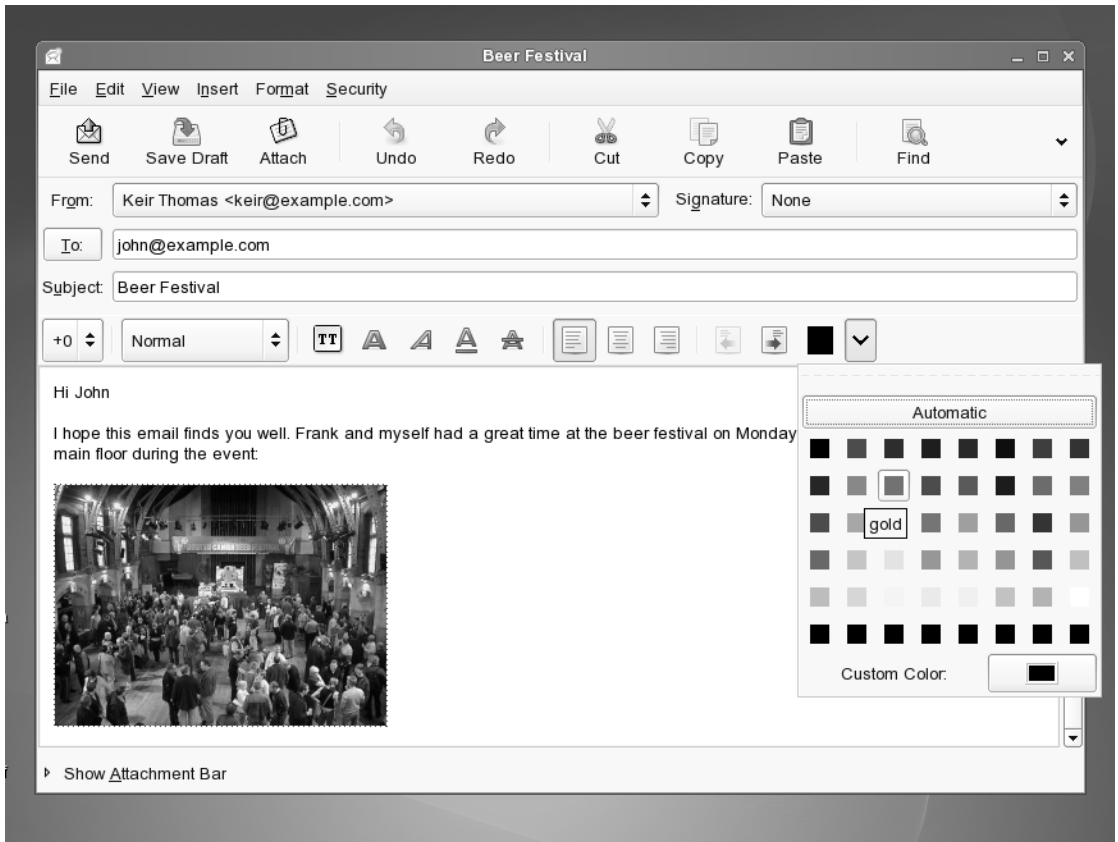 Beer Festival
File Edit View Insert Format Security
Send Save Draft Attach Undo Redo Cut Copy Paste Find
From: Keir Thomas <keir@example.com> Signature: None
To: john@example.com
Subject: Beer Festival
+0 Normal TT A A A A
Hi John
Automatic
I hope this email finds you well. Frank and myself had a great time at the beer festival on Monday
main floor during the event:
gold
Custom Color:
Show Attachment Bar